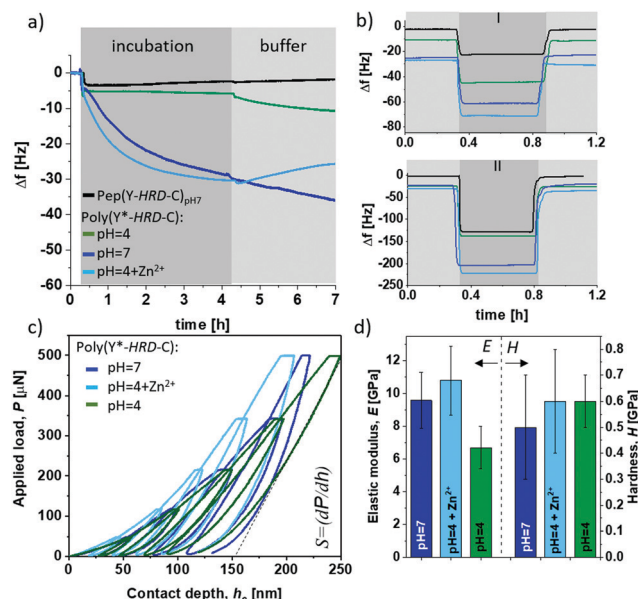 a)
incubation
buffer
Δf [Hz]
10
0
-10
-20
-30
-40
-50
-60
Pep(Y-HRD-C)pH7
Poly(Y*-HRD-C):
pH=4
pH=7
pH=4+Zn²⁺
0 1 2 3 4 5 6 7
time [h]
b)
I
Δf [Hz]
0
-20
-40
-60
-80
0.0 0.4 0.8 1.2
II
Δf [Hz]
0
-50
-100
-150
-200
-250
0.0 0.4 0.8 1.2
time [h]
c)
Poly(Y*-HRD-C):
pH=7
pH=4+Zn²⁺
pH=4
Applied load, P [µN]
500
400
300
200
100
0
S=(dP/dh)
0 50 100 150 200 250
Contact depth, hc [nm]
d)
E
H
Elastic modulus, E [GPa]
12
10
8
6
4
2
0
pH=7
pH=4 + Zn²⁺
pH=4
pH=7
pH=4 + Zn²⁺
pH=4
0.8
0.7
0.6
0.5
0.4
0.3
0.2
0.1
0.0
Hardness, H [GPa]